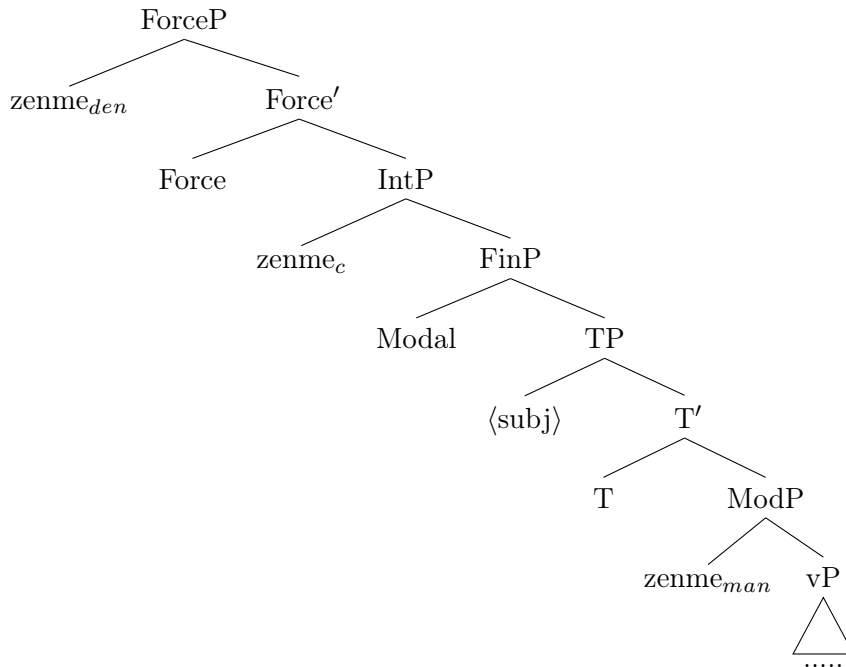 ForceP
zenme_den Force′
Force IntP
zenme_c FinP
Modal TP
⟨subj⟩ T′
T ModP
zenme_man vP
.....